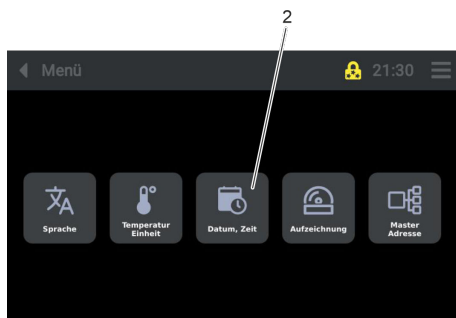 2
Menü
21:30
Sprache
Temperatur
Einheit
Datum, Zeit
Aufzeichnung
Master
Adresse